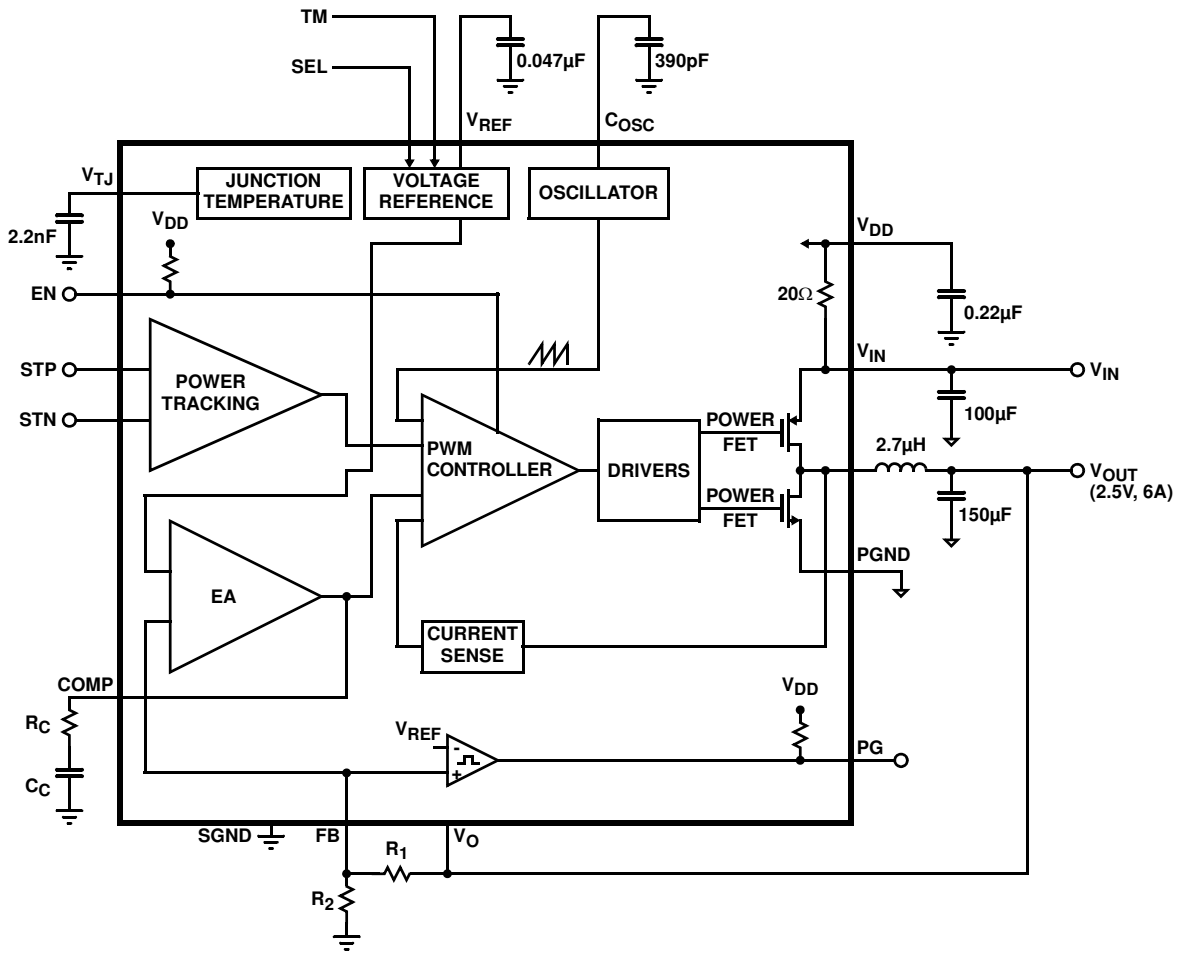 TM
SEL
0.047µF
390pF
VREF
COSC
VTJ
JUNCTION
TEMPERATURE
VOLTAGE
REFERENCE
OSCILLATOR
2.2nF
VDD
VDD
EN
20Ω
0.22µF
STP
STN
POWER
TRACKING
VIN
VIN
100µF
PWM
CONTROLLER
DRIVERS
POWER
FET
POWER
FET
2.7µH
VOUT
(2.5V, 6A)
150µF
PGND
EA
CURRENT
SENSE
COMP
RC
CC
VREF
-
+
VDD
PG
SGND
FB
VO
R1
R2